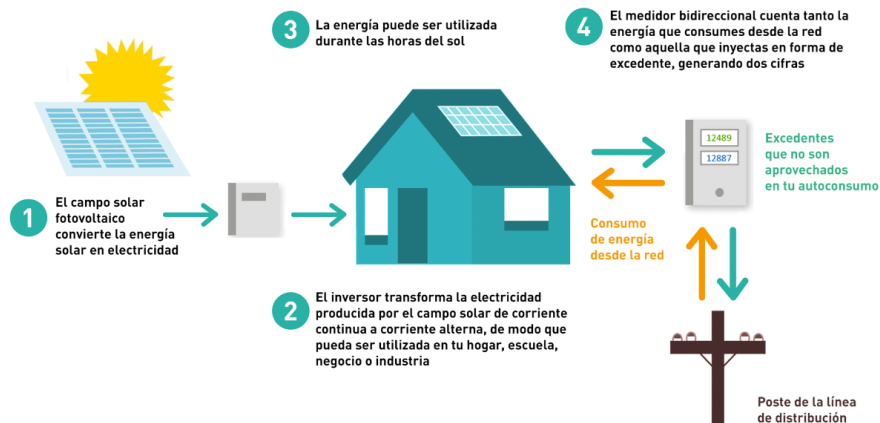 3
La energía puede ser utilizada
durante las horas del sol
4
El medidor bidireccional cuenta tanto la
energía que consumes desde la red
como aquella que inyectas en forma de
excedente, generando dos cifras
1
El campo solar
fotovoltaico
convierte la energía
solar en electricidad
12489
12887
Excedentes
que no son
aprovechados
en tu autoconsumo
Consumo
de energía
desde la red
2
El inversor transforma la electricidad
producida por el campo solar de corriente
continua a corriente alterna, de modo que
pueda ser utilizada en tu hogar, escuela,
negocio o industria
Poste de la línea
de distribución